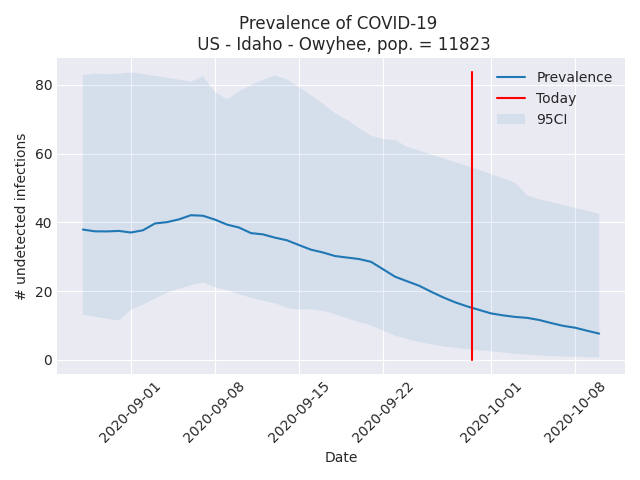 Prevalence of COVID-19
US - Idaho - Owyhee, pop. = 11823
Prevalence
Today
95CI
# undetected infections
80
60
40
20
0
2020-09-01
2020-09-08
2020-09-15
2020-09-22
2020-10-01
2020-10-08
Date